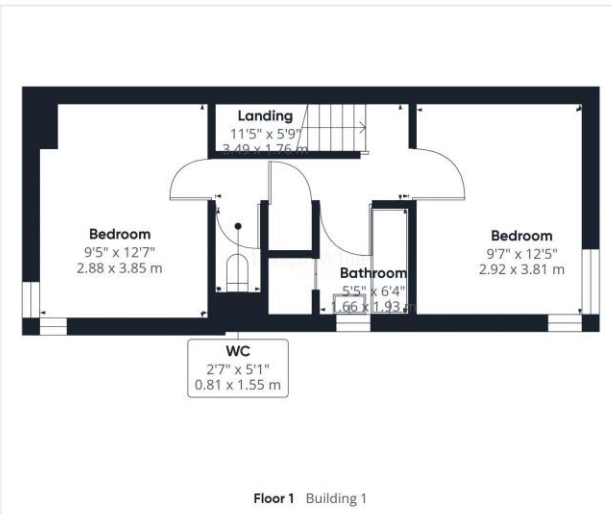 Landing
11'5" x 5'9"
3.49 x 1.76 m
Bedroom
9'5" x 12'7"
2.88 x 3.85 m
Bedroom
9'7" x 12'5"
2.92 x 3.81 m
Bathroom
5'5" x 6'4"
1.66 x 1.93 m
WC
2'7" x 5'1"
0.81 x 1.55 m
Floor 1 Building 1